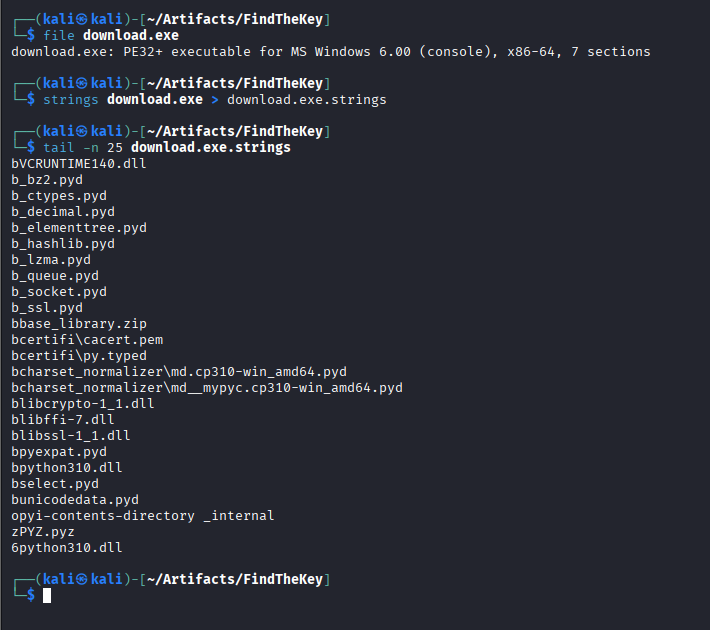 ┌──(kali㉿kali)-[~/Artifacts/FindTheKey]
└─$ file download.exe
download.exe: PE32+ executable for MS Windows 6.00 (console), x86-64, 7 sections
┌──(kali㉿kali)-[~/Artifacts/FindTheKey]
└─$ strings download.exe > download.exe.strings
┌──(kali㉿kali)-[~/Artifacts/FindTheKey]
└─$ tail -n 25 download.exe.strings
bVCRUNTIME140.dll
b_bz2.pyd
b_ctypes.pyd
b_decimal.pyd
b_elementtree.pyd
b_hashlib.pyd
b_lzma.pyd
b_queue.pyd
b_socket.pyd
b_ssl.pyd
bbase_library.zip
bcertifi\cacert.pem
bcertifi\py.typed
bcharset_normalizer\md.cp310-win_amd64.pyd
bcharset_normalizer\md__mypyc.cp310-win_amd64.pyd
blibcrypto-1_1.dll
blibffi-7.dll
blibssl-1_1.dll
bpyexpat.pyd
bpython310.dll
bselect.pyd
bunicodedata.pyd
opyi-contents-directory _internal
zPYZ.pyz
6python310.dll
┌──(kali㉿kali)-[~/Artifacts/FindTheKey]
└─$